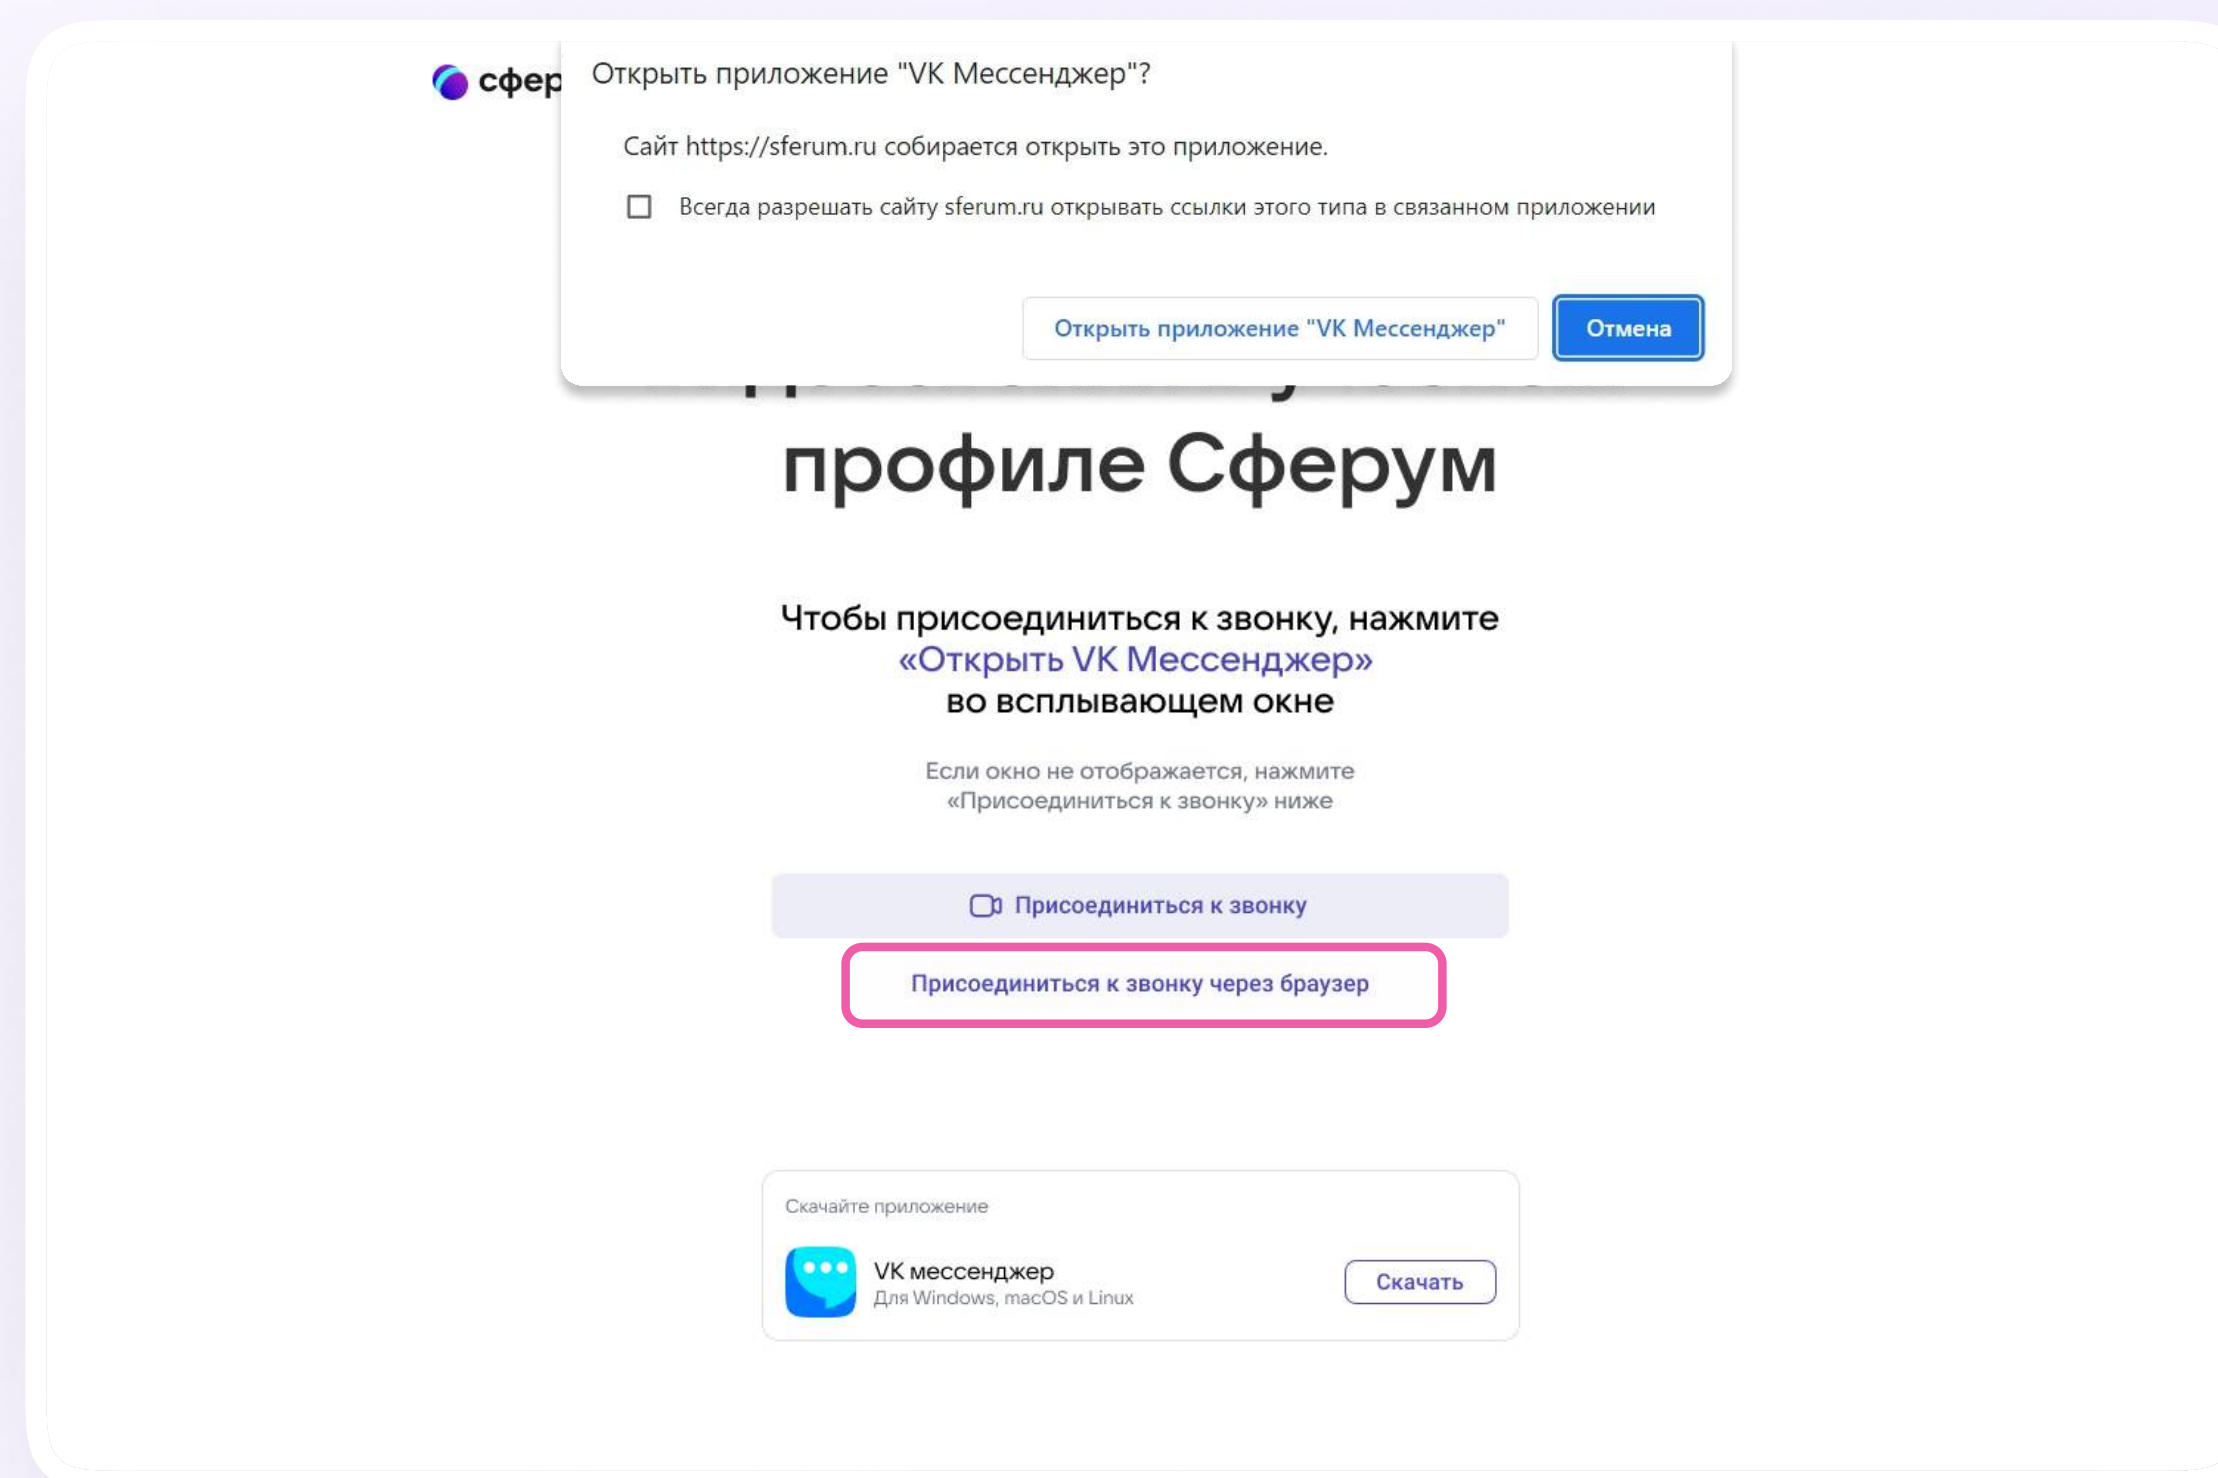 сфер
Открыть приложение "VK Мессенджер"?
Сайт https://sferum.ru собирается открыть это приложение.
Всегда разрешать сайту sferum.ru открывать ссылки этого типа в связанном приложении
Открыть приложение "VK Мессенджер"
Отмена
профиле Сферум
Чтобы присоединиться к звонку, нажмите
«Открыть VK Мессенджер»
во всплывающем окне
Если окно не отображается, нажмите
«Присоединиться к звонку» ниже
Присоединиться к звонку
Присоединиться к звонку через браузер
Скачайте приложение
VK мессенджер
Для Windows, macOS и Linux
Скачать